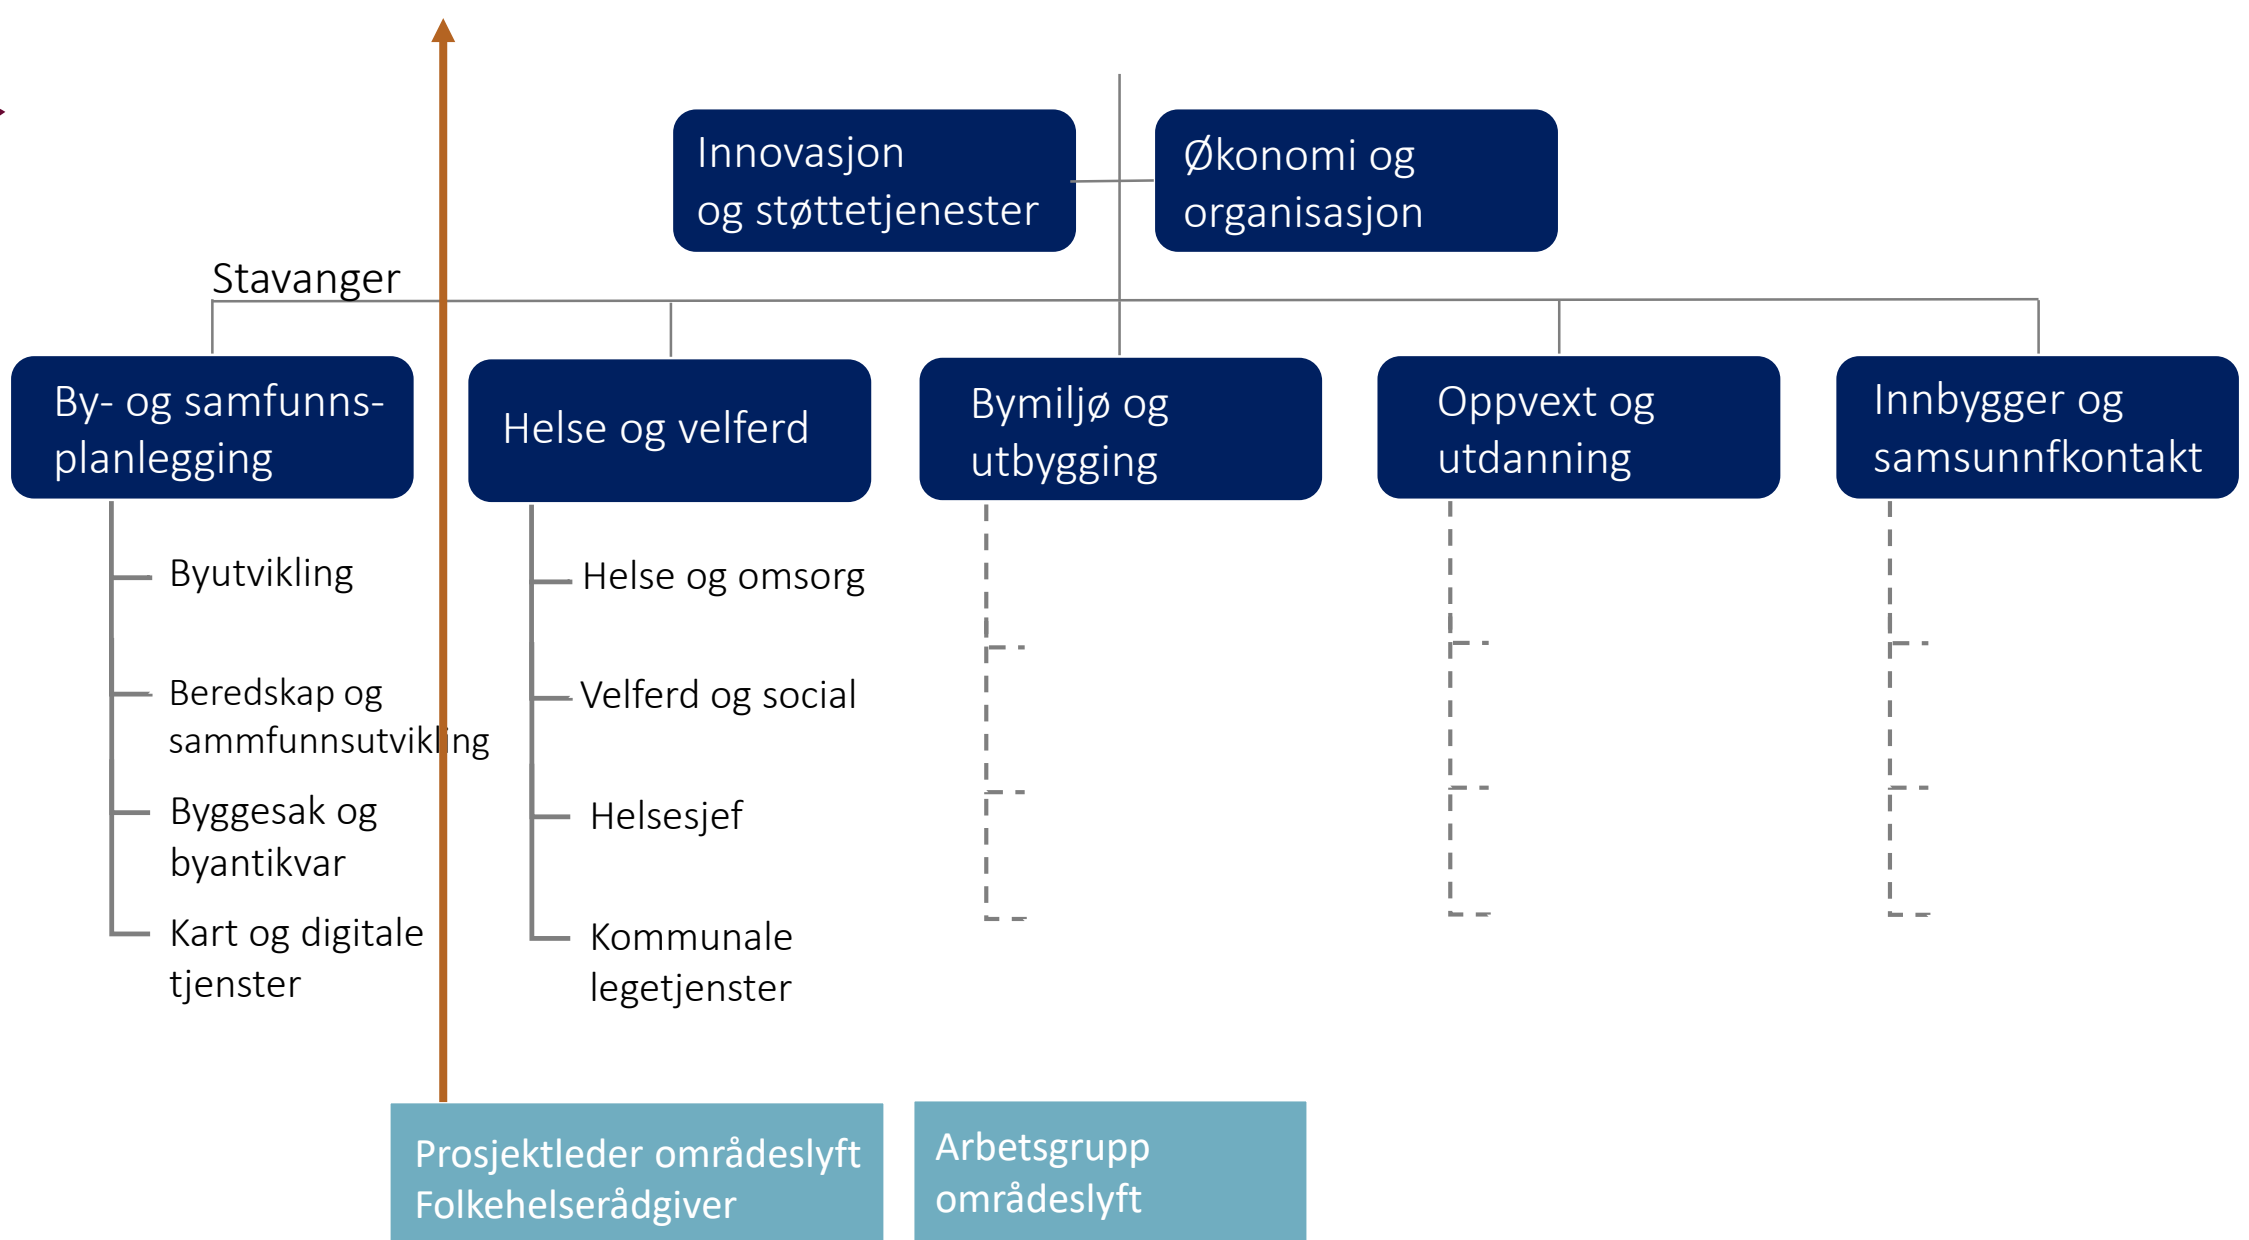 Innovasjon
og støttetjenester
Økonomi og
organisasjon
Stavanger
By- og samfunns-
planlegging
Helse og velferd
Bymiljø og
utbygging
Oppvext og
utdanning
Innbygger og
samsunnfkontakt
Byutvikling
Beredskap og
sammfunnsutvikling
Byggesak og
byantikvar
Kart og digitale
tjenster
Helse og omsorg
Velferd og social
Helsesjef
Kommunale
legetjenster
Prosjektleder områdeslyft
Folkehelserådgiver
Arbetsgrupp
områdeslyft